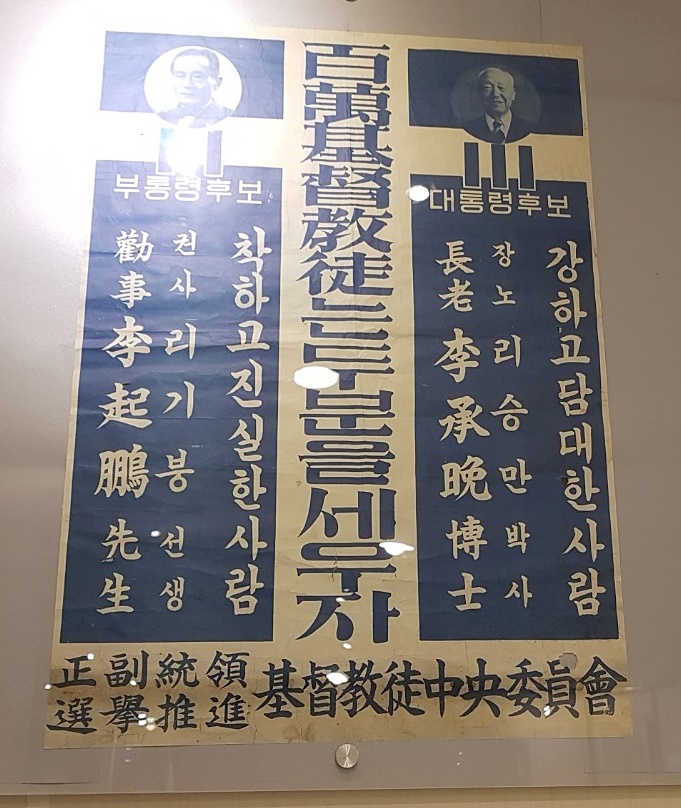 百萬基督敎徒는두분을세우자
대통령후보
강하고담대한사람
장노리승만박사
長老李承晩博士
부통령후보
착하고진실한사람
권사리기붕선생
勸事李起鵬先生
正副統領
選擧推進
基督敎徒中央委員會